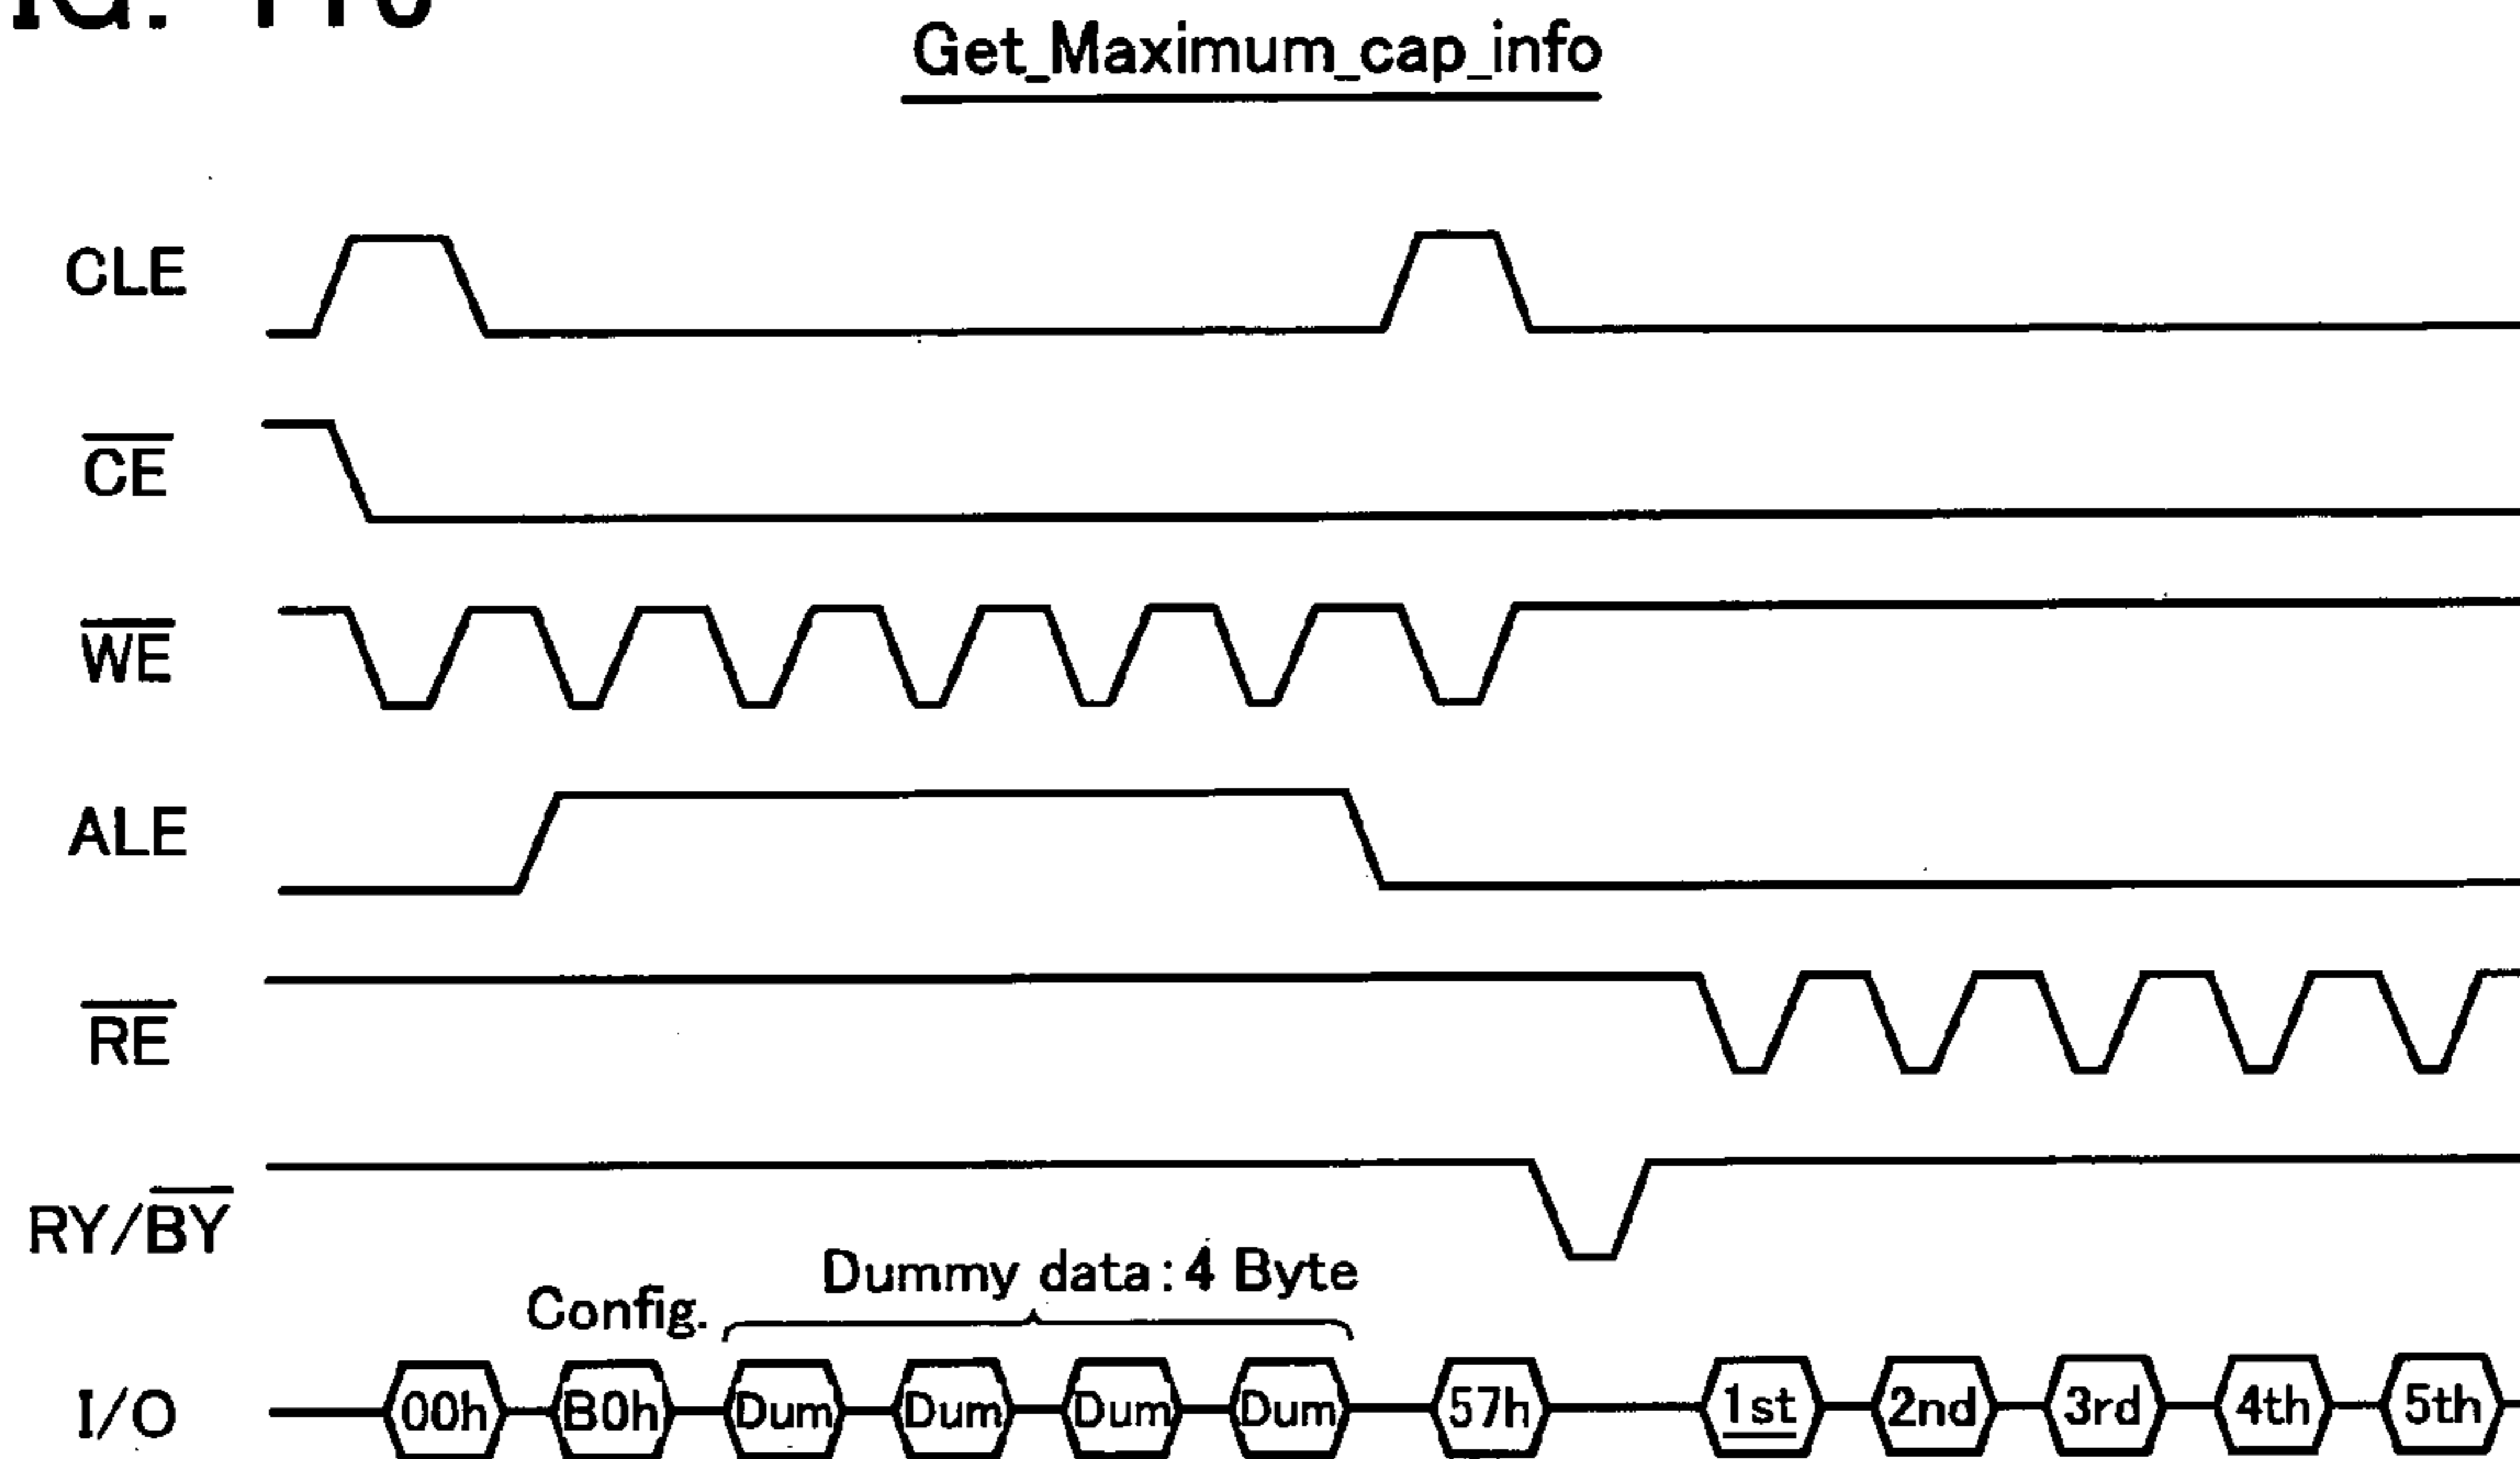 Get_Maximum_cap_info
CLE
CE
WE
ALE
RE
RY/BY
Dummy data:4 Byte
Config.
I/O 00h B0h Dum Dum Dum Dum 57h 1st 2nd 3rd 4th 5th